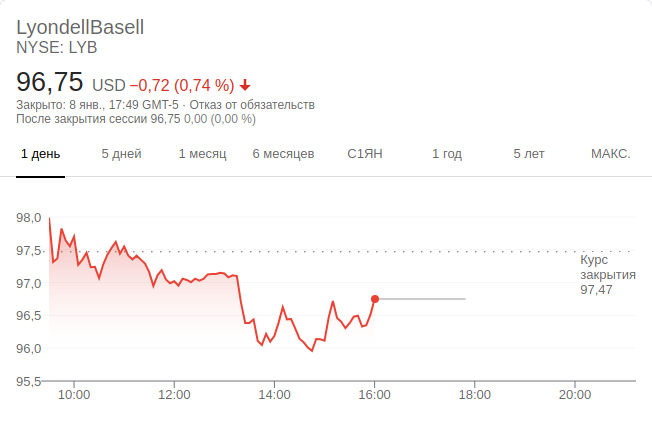 LyondellBasell
NYSE: LYB
96,75 USD −0,72 (0,74 %)
Закрыто: 8 янв., 17:49 GMT-5 · Отказ от обязательств
После закрытия сессии 96,75 0,00 (0,00 %)
1 день 5 дней 1 месяц 6 месяцев С1ЯН 1 год 5 лет МАКС.
98,0
97,5
97,0
96,5
96,0
95,5
Курс
закрытия
97,47
10:00 12:00 14:00 16:00 18:00 20:00